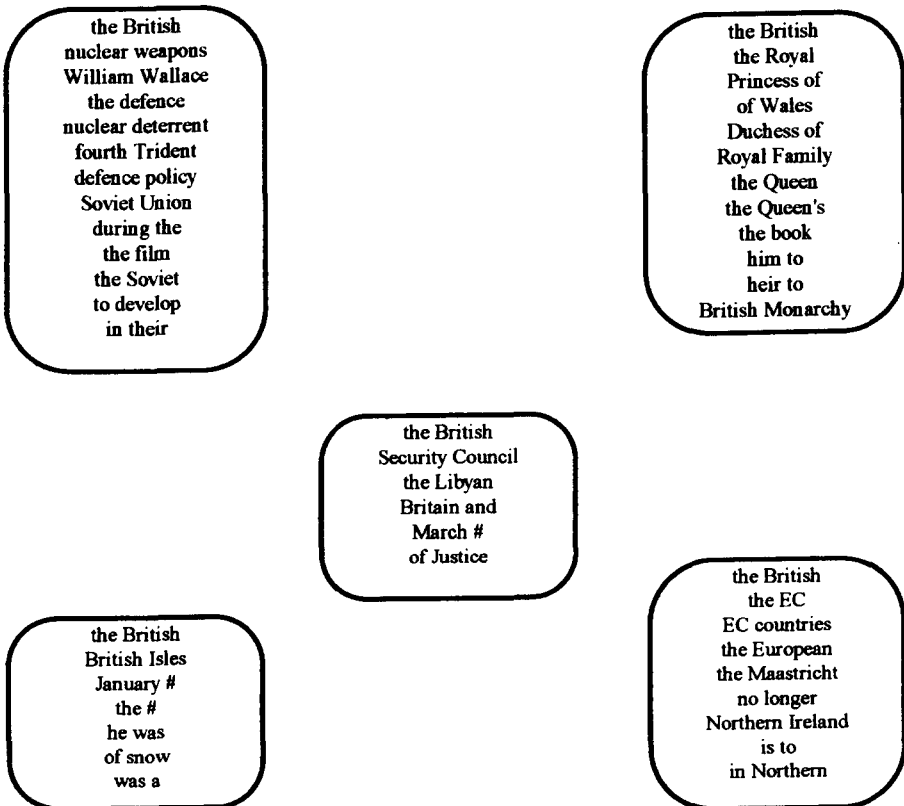 the British
nuclear weapons
William Wallace
the defence
nuclear deterrent
fourth Trident
defence policy
Soviet Union
during the
the film
the Soviet
to develop
in their
the British
the Royal
Princess of
of Wales
Duchess of
Royal Family
the Queen
the Queen's
the book
him to
heir to
British Monarchy
the British
Security Council
the Libyan
Britain and
March #
of Justice
the British
British Isles
January #
the #
he was
of snow
was a
the British
the EC
EC countries
the European
the Maastricht
no longer
Northern Ireland
is to
in Northern